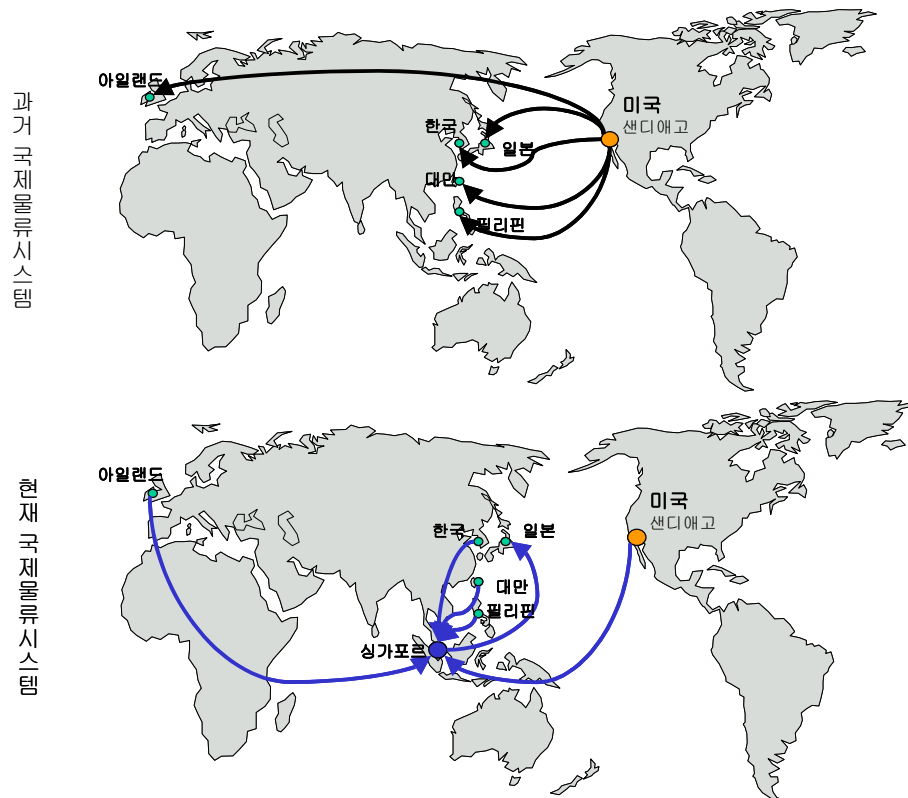 과거 국제물류시스템
아일랜드
미국
샌디애고
한국
일본
대만
필리핀
현재 국제물류시스템
아일랜드
미국
샌디애고
한국
일본
대만
필리핀
싱가포르